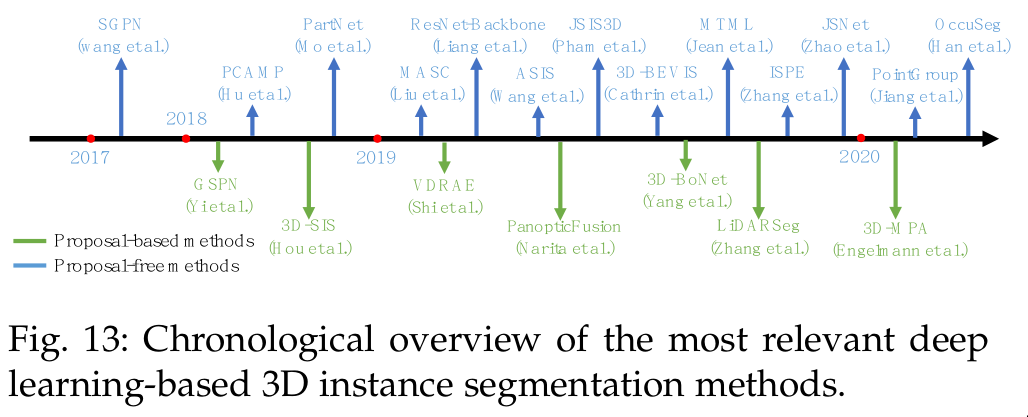 SGPN
(wang et al.)
PartNet
(Mo et al.)
ResNet-Backbone
(Liang et al.)
JSIS3D
(Pham et al.)
MTML
(Jean et al.)
JSNet
(Zhao et al.)
OccuSeg
(Han et al.)
PCAMP
(Hu et al.)
MASC
(Liu et al.)
ASIS
(Wang et al.)
3D-BEVIS
(Cathrin et al.)
ISPE
(Zhang et al.)
PointGroup
(Jiang et al.)
2017
2018
2019
2020
GSPN
(Yi et al.)
3D-SIS
(Hou et al.)
VDRAE
(Shi et al.)
PanopticFusion
(Narita et al.)
3D-BoNet
(Yang et al.)
LiDARSeg
(Zhang et al.)
3D-MPA
(Engelmann et al.)
Proposal-based methods
Proposal-free methods
Fig. 13: Chronological overview of the most relevant deep
learning-based 3D instance segmentation methods.